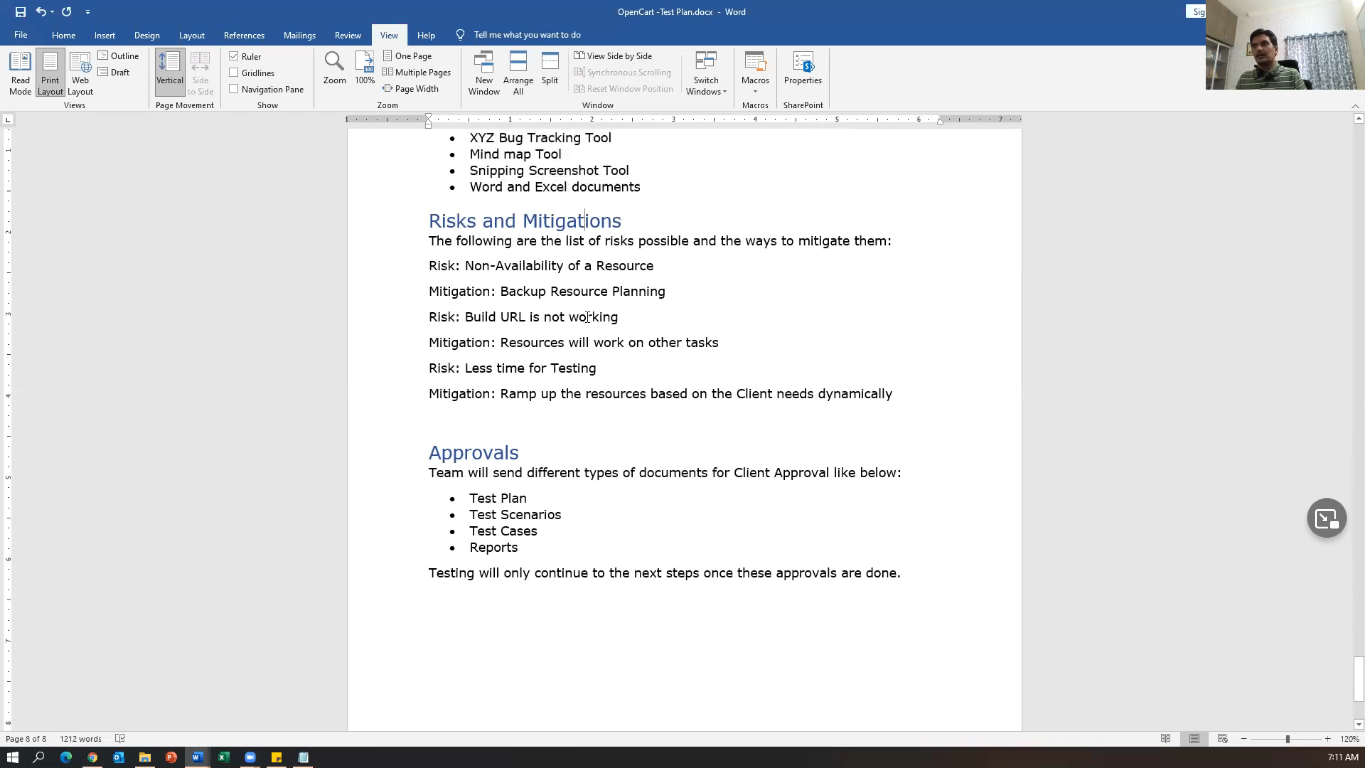 OpenCart -Test Plan.docx - Word
Sig
File Home Insert Design Layout References Mailings Review View Help Tell me what you want to do
Read Mode
Print Layout
Web Layout
Outline
Draft
Views
Vertical
Side to Side
Page Movement
Ruler
Gridlines
Navigation Pane
Show
Zoom
100%
One Page
Multiple Pages
Page Width
Zoom
New Window
Arrange All
Split
View Side by Side
Synchronous Scrolling
Reset Window Position
Window
Switch Windows
Macros
Macros
Properties
SharePoint
1 2 3 4 5 6 7
• XYZ Bug Tracking Tool
• Mind map Tool
• Snipping Screenshot Tool
• Word and Excel documents
Risks and Mitigations
The following are the list of risks possible and the ways to mitigate them:
Risk: Non-Availability of a Resource
Mitigation: Backup Resource Planning
Risk: Build URL is not working
Mitigation: Resources will work on other tasks
Risk: Less time for Testing
Mitigation: Ramp up the resources based on the Client needs dynamically
Approvals
Team will send different types of documents for Client Approval like below:
• Test Plan
• Test Scenarios
• Test Cases
• Reports
Testing will only continue to the next steps once these approvals are done.
Page 8 of 8 1212 words
120%
7:11 AM